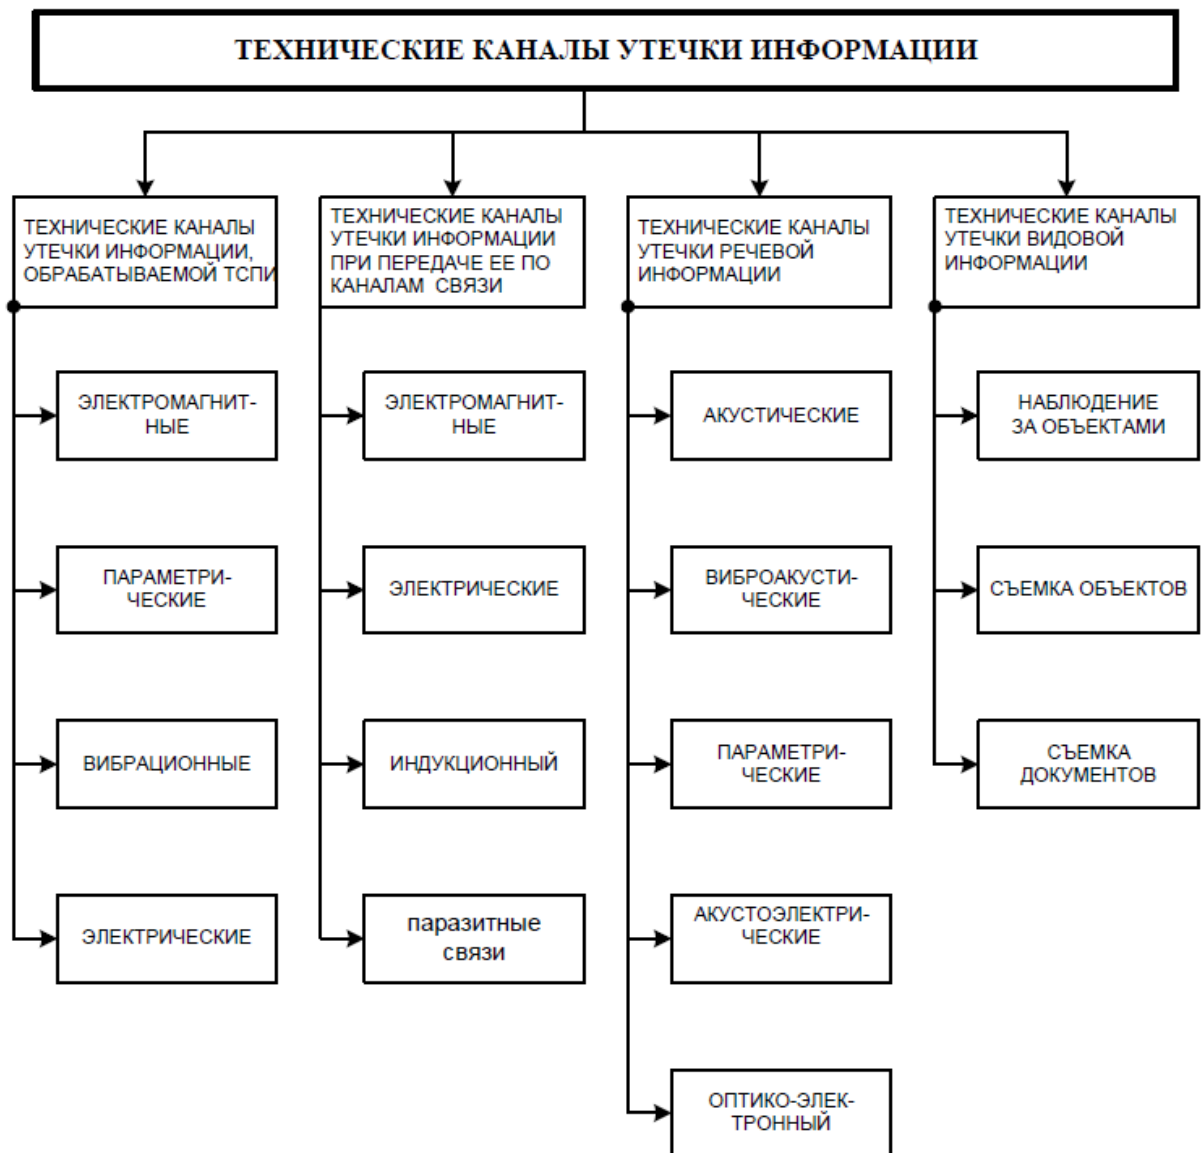 ТЕХНИЧЕСКИЕ КАНАЛЫ УТЕЧКИ ИНФОРМАЦИИ
ТЕХНИЧЕСКИЕ КАНАЛЫ
УТЕЧКИ ИНФОРМАЦИИ,
ОБРАБАТЫВАЕМОЙ ТСПИ
ЭЛЕКТРОМАГНИТ-
НЫЕ
ПАРАМЕТРИ-
ЧЕСКИЕ
ВИБРАЦИОННЫЕ
ЭЛЕКТРИЧЕСКИЕ
ТЕХНИЧЕСКИЕ КАНАЛЫ
УТЕЧКИ ИНФОРМАЦИИ
ПРИ ПЕРЕДАЧЕ ЕЕ ПО
КАНАЛАМ СВЯЗИ
ЭЛЕКТРОМАГНИТ-
НЫЕ
ЭЛЕКТРИЧЕСКИЕ
ИНДУКЦИОННЫЙ
паразитные
связи
ТЕХНИЧЕСКИЕ КАНАЛЫ
УТЕЧКИ РЕЧЕВОЙ
ИНФОРМАЦИИ
АКУСТИЧЕСКИЕ
ВИБРОАКУСТИ-
ЧЕСКИЕ
ПАРАМЕТРИ-
ЧЕСКИЕ
АКУСТОЭЛЕКТРИ-
ЧЕСКИЕ
ОПТИКО-ЭЛЕК-
ТРОННЫЙ
ТЕХНИЧЕСКИЕ КАНАЛЫ
УТЕЧКИ ВИДОВОЙ
ИНФОРМАЦИИ
НАБЛЮДЕНИЕ
ЗА ОБЪЕКТАМИ
СЪЕМКА ОБЪЕКТОВ
СЪЕМКА
ДОКУМЕНТОВ